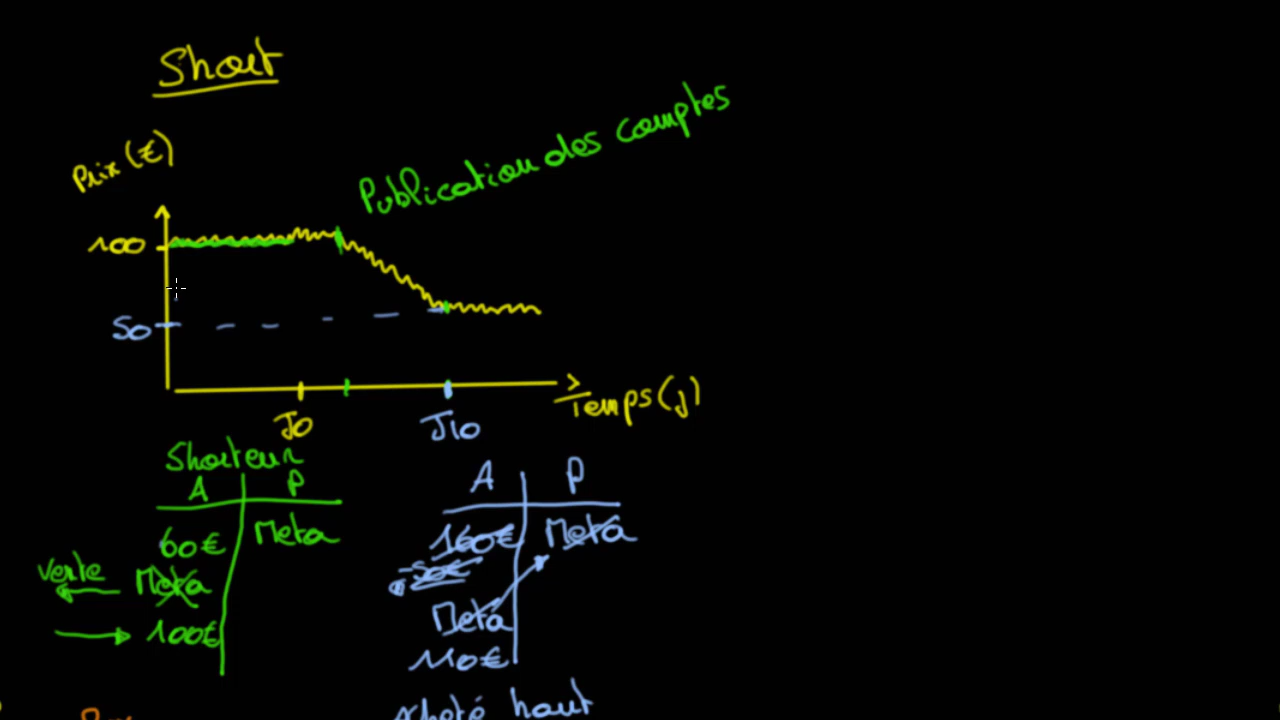 Short
Prix (€)
Publication des comptes
100
50
Temps (j)
J0
J10
Shorteur
A P
60€ Meta
Vente Meta
100€
A P
160€ Meta
-50€
Meta
110€
Acheté haut